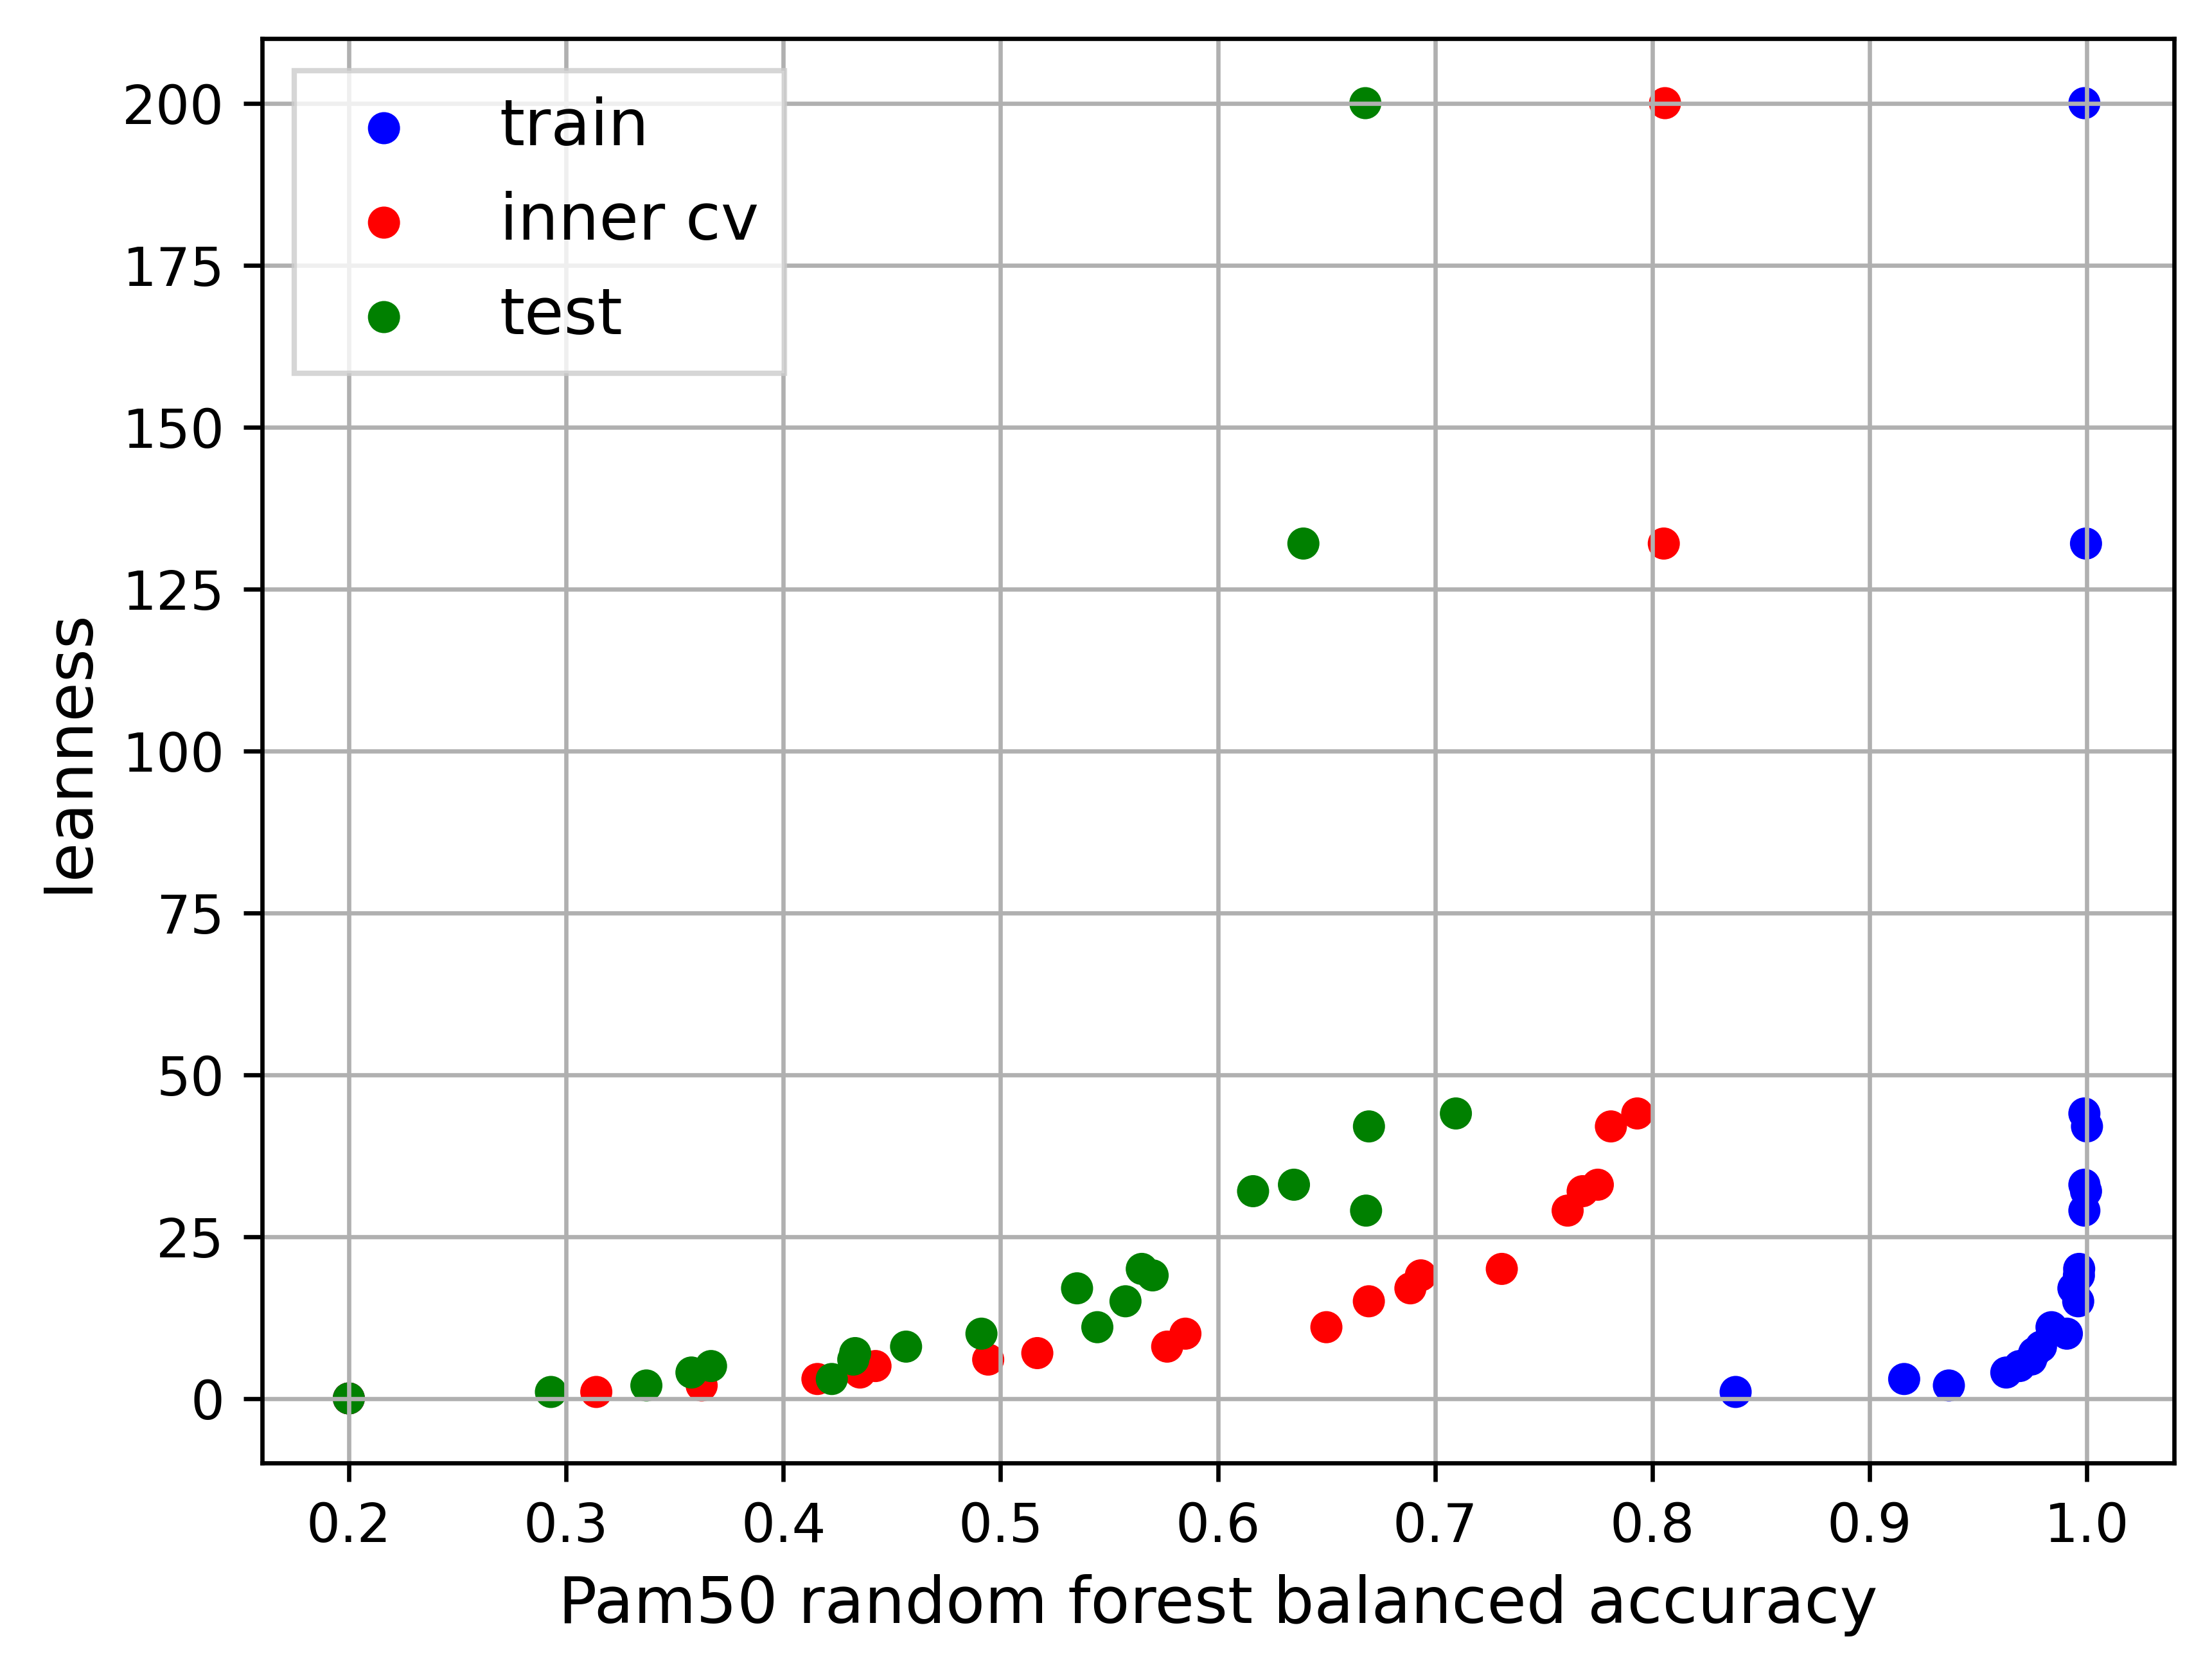 train
inner cv
test
200
175
150
125
100
75
50
25
0
leanness
0.2 0.3 0.4 0.5 0.6 0.7 0.8 0.9 1.0
Pam50 random forest balanced accuracy